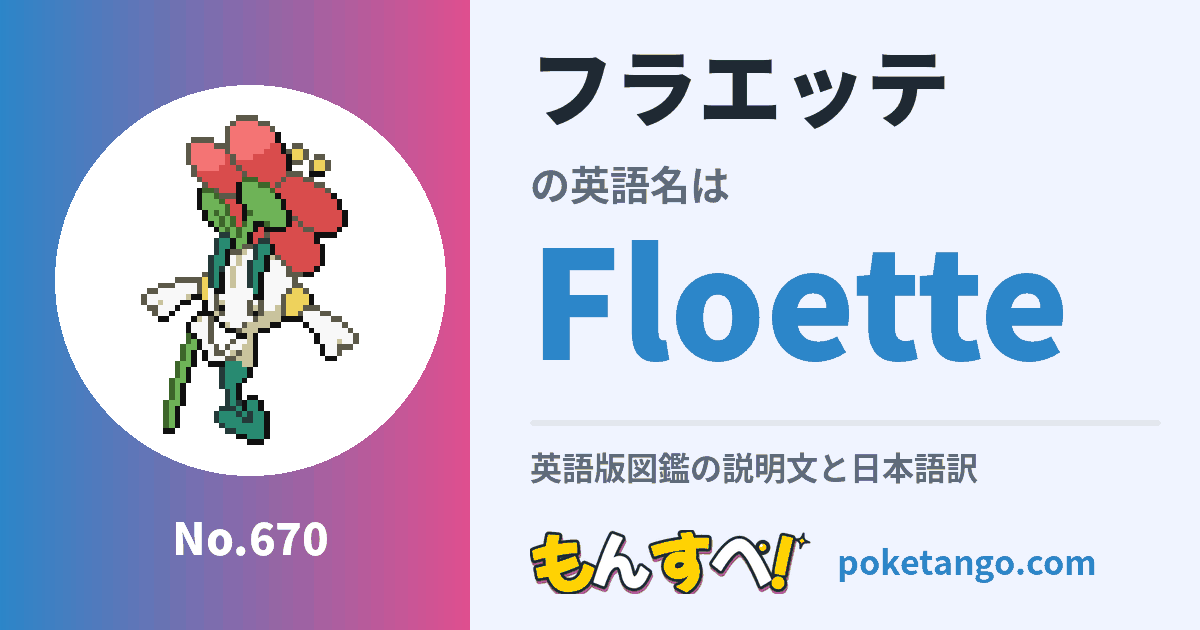 フラエッテ
の英語名は
Floette
英語版図鑑の説明文と日本語訳
No.670
もんすぺ!
poketango.com